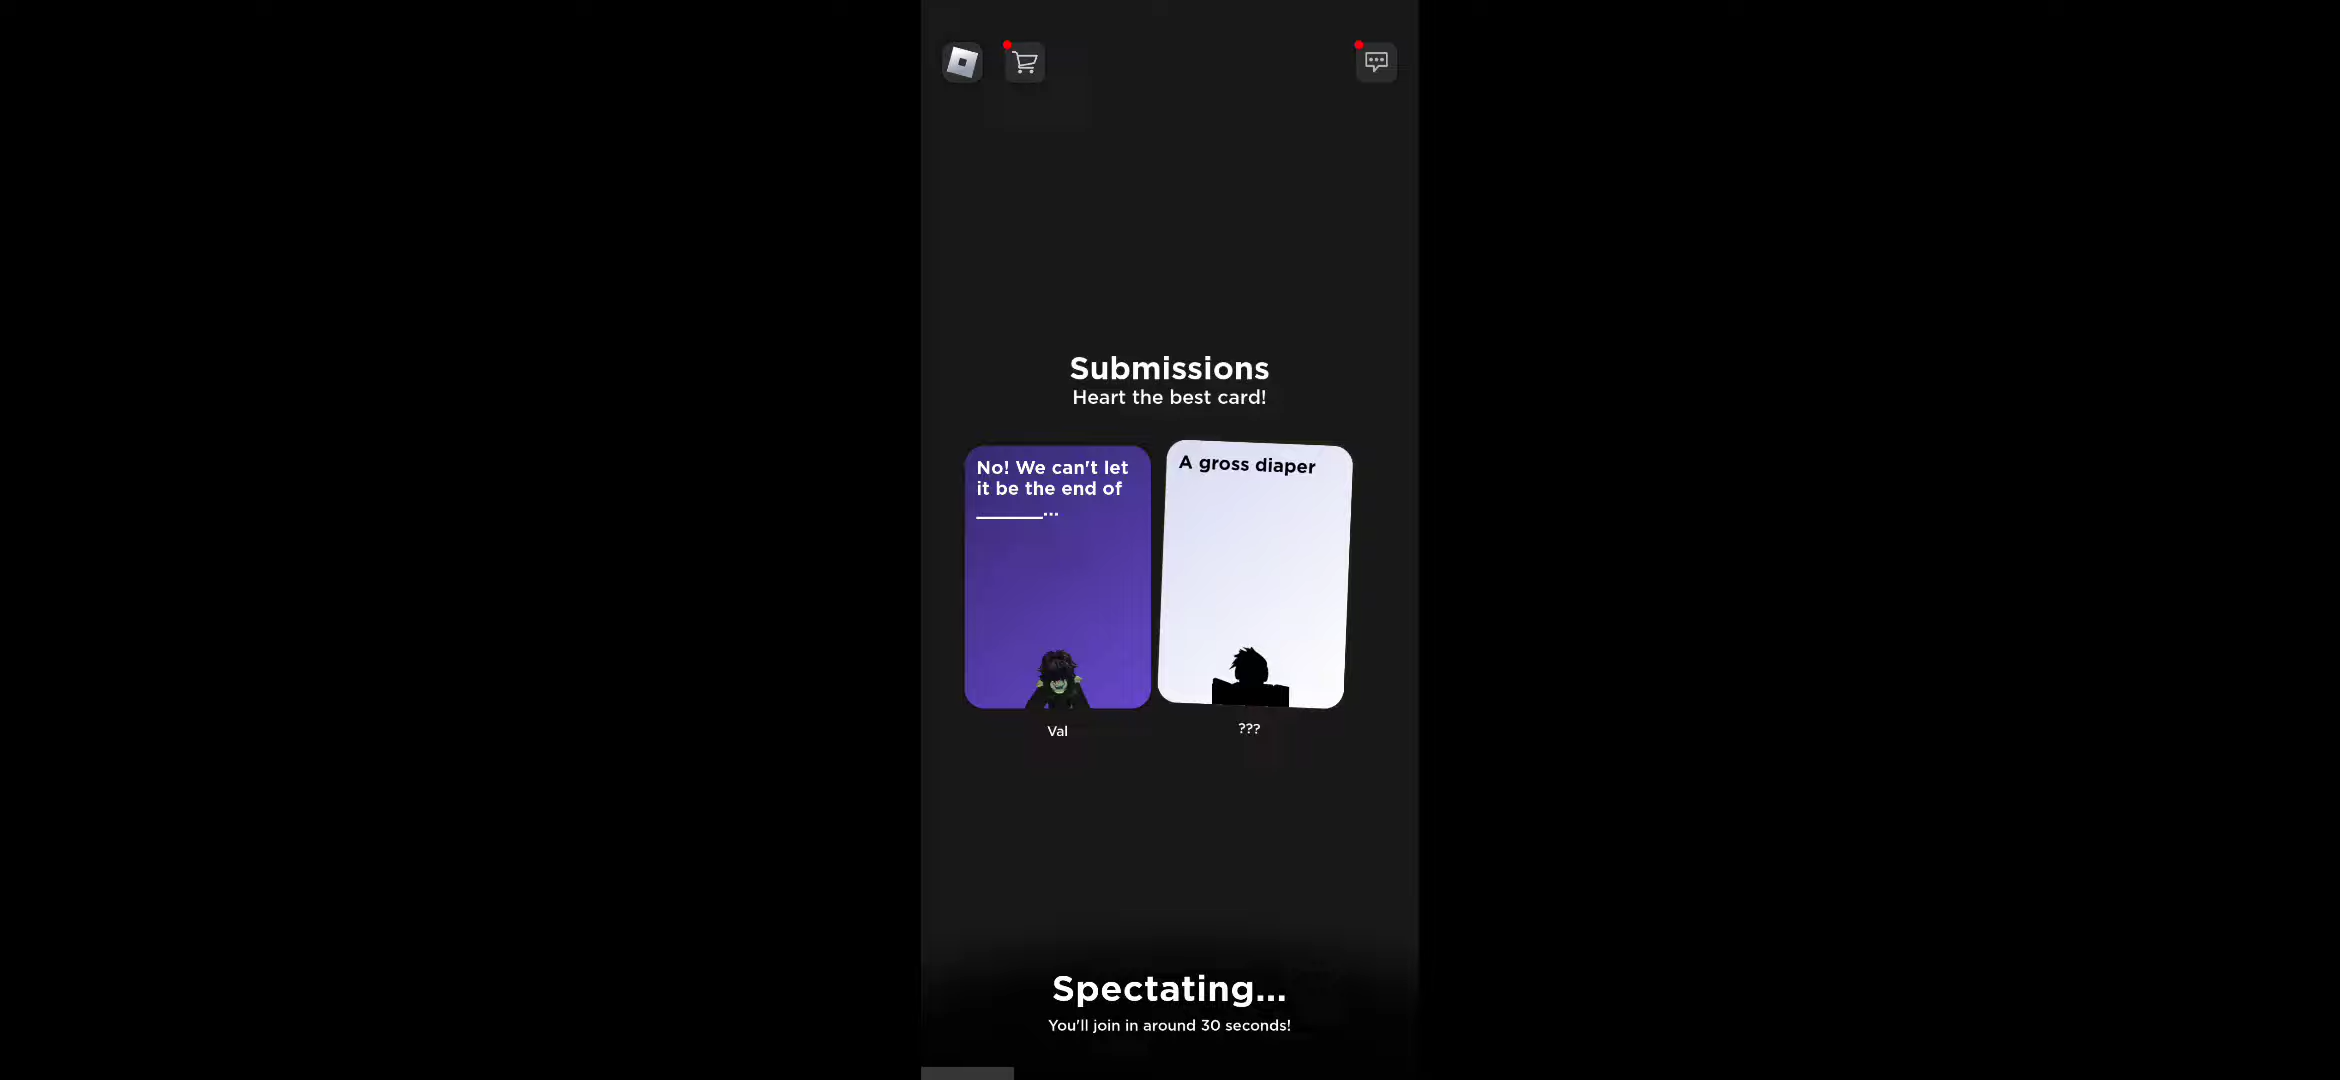 Submissions
Heart the best card!
No! We can't let
it be the end of
______...
A gross diaper
Val
???
Spectating...
You'll join in around 30 seconds!